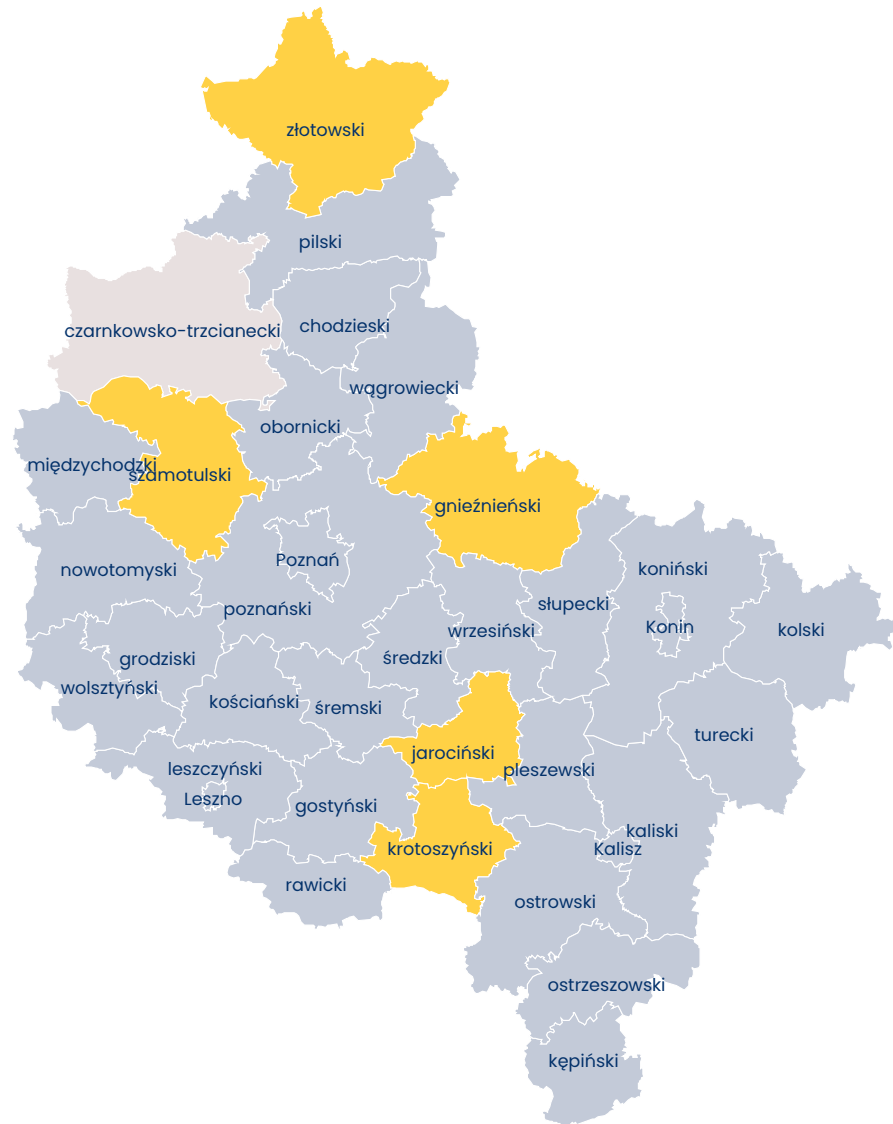 złotowski
pilski
chodzieski
czarnkowsko-trzcianecki
wągrowiecki
obornicki
międzychodzki
szamotulski
gnieźnieński
Poznań
nowotomyski
koniński
słupecki
poznański
Konin
wrzesiński
kolski
średzki
grodziski
wolsztyński
kościański
śremski
turecki
jarociński
leszczyński
pleszewski
Leszno
gostyński
kaliski
krotoszyński
Kalisz
rawicki
ostrowski
ostrzeszowski
kępiński